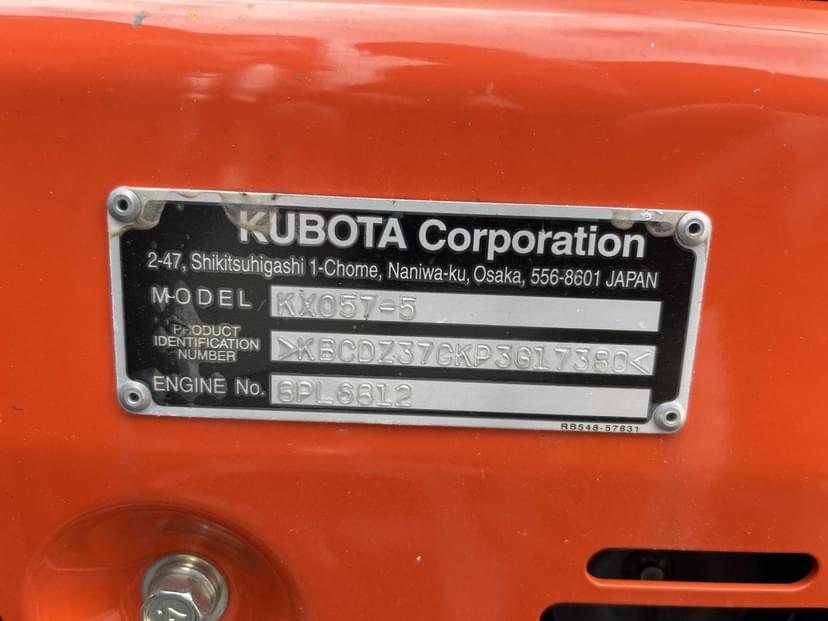 KUBOTA Corporation
2-47, Shikitsuhigashi 1-Chome, Naniwa-ku, Osaka, 556-8601 JAPAN
MODEL KX057-5
PRODUCT
IDENTIFICATION
NUMBER
>KBCDZ37CKP3G17380<
ENGINE No. 6PL6612
RB548-57831